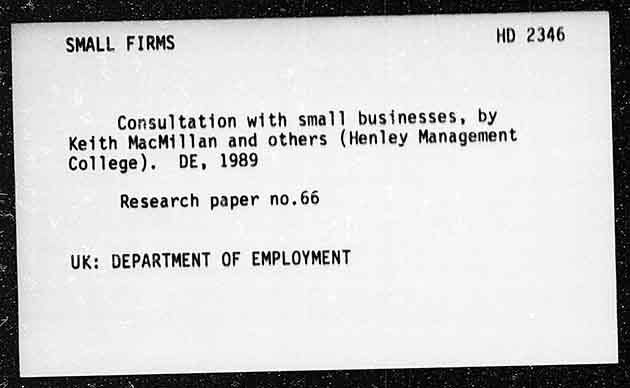 SMALL FIRMS HD 2346
Consultation with small businesses, by
Keith MacMillan and others (Henley Management
College). DE, 1989
Research paper no.66
UK: DEPARTMENT OF EMPLOYMENT